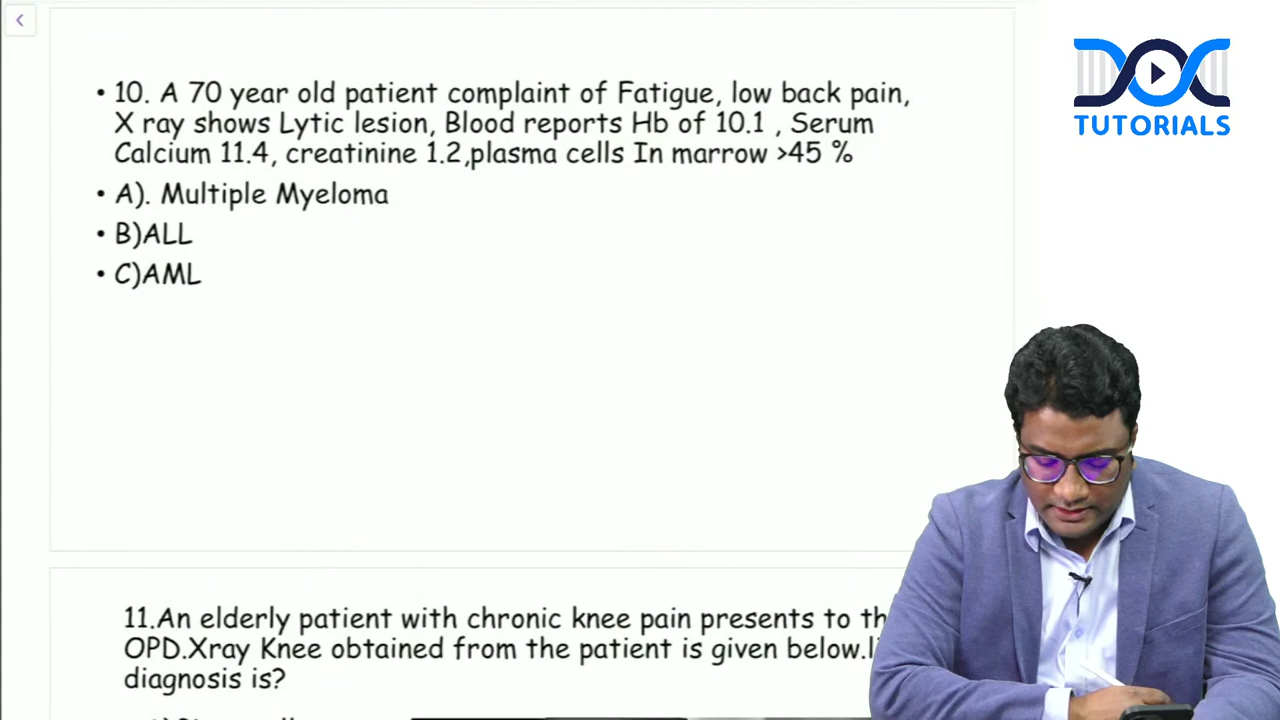 • 10. A 70 year old patient complaint of Fatigue, low back pain,
X ray shows Lytic lesion, Blood reports Hb of 10.1 , Serum
Calcium 11.4, creatinine 1.2,plasma cells In marrow >45 %
• A). Multiple Myeloma
• B)ALL
• C)AML
TUTORIALS
11.An elderly patient with chronic knee pain presents to
OPD.Xray Knee obtained from the patient is given below.
diagnosis is?